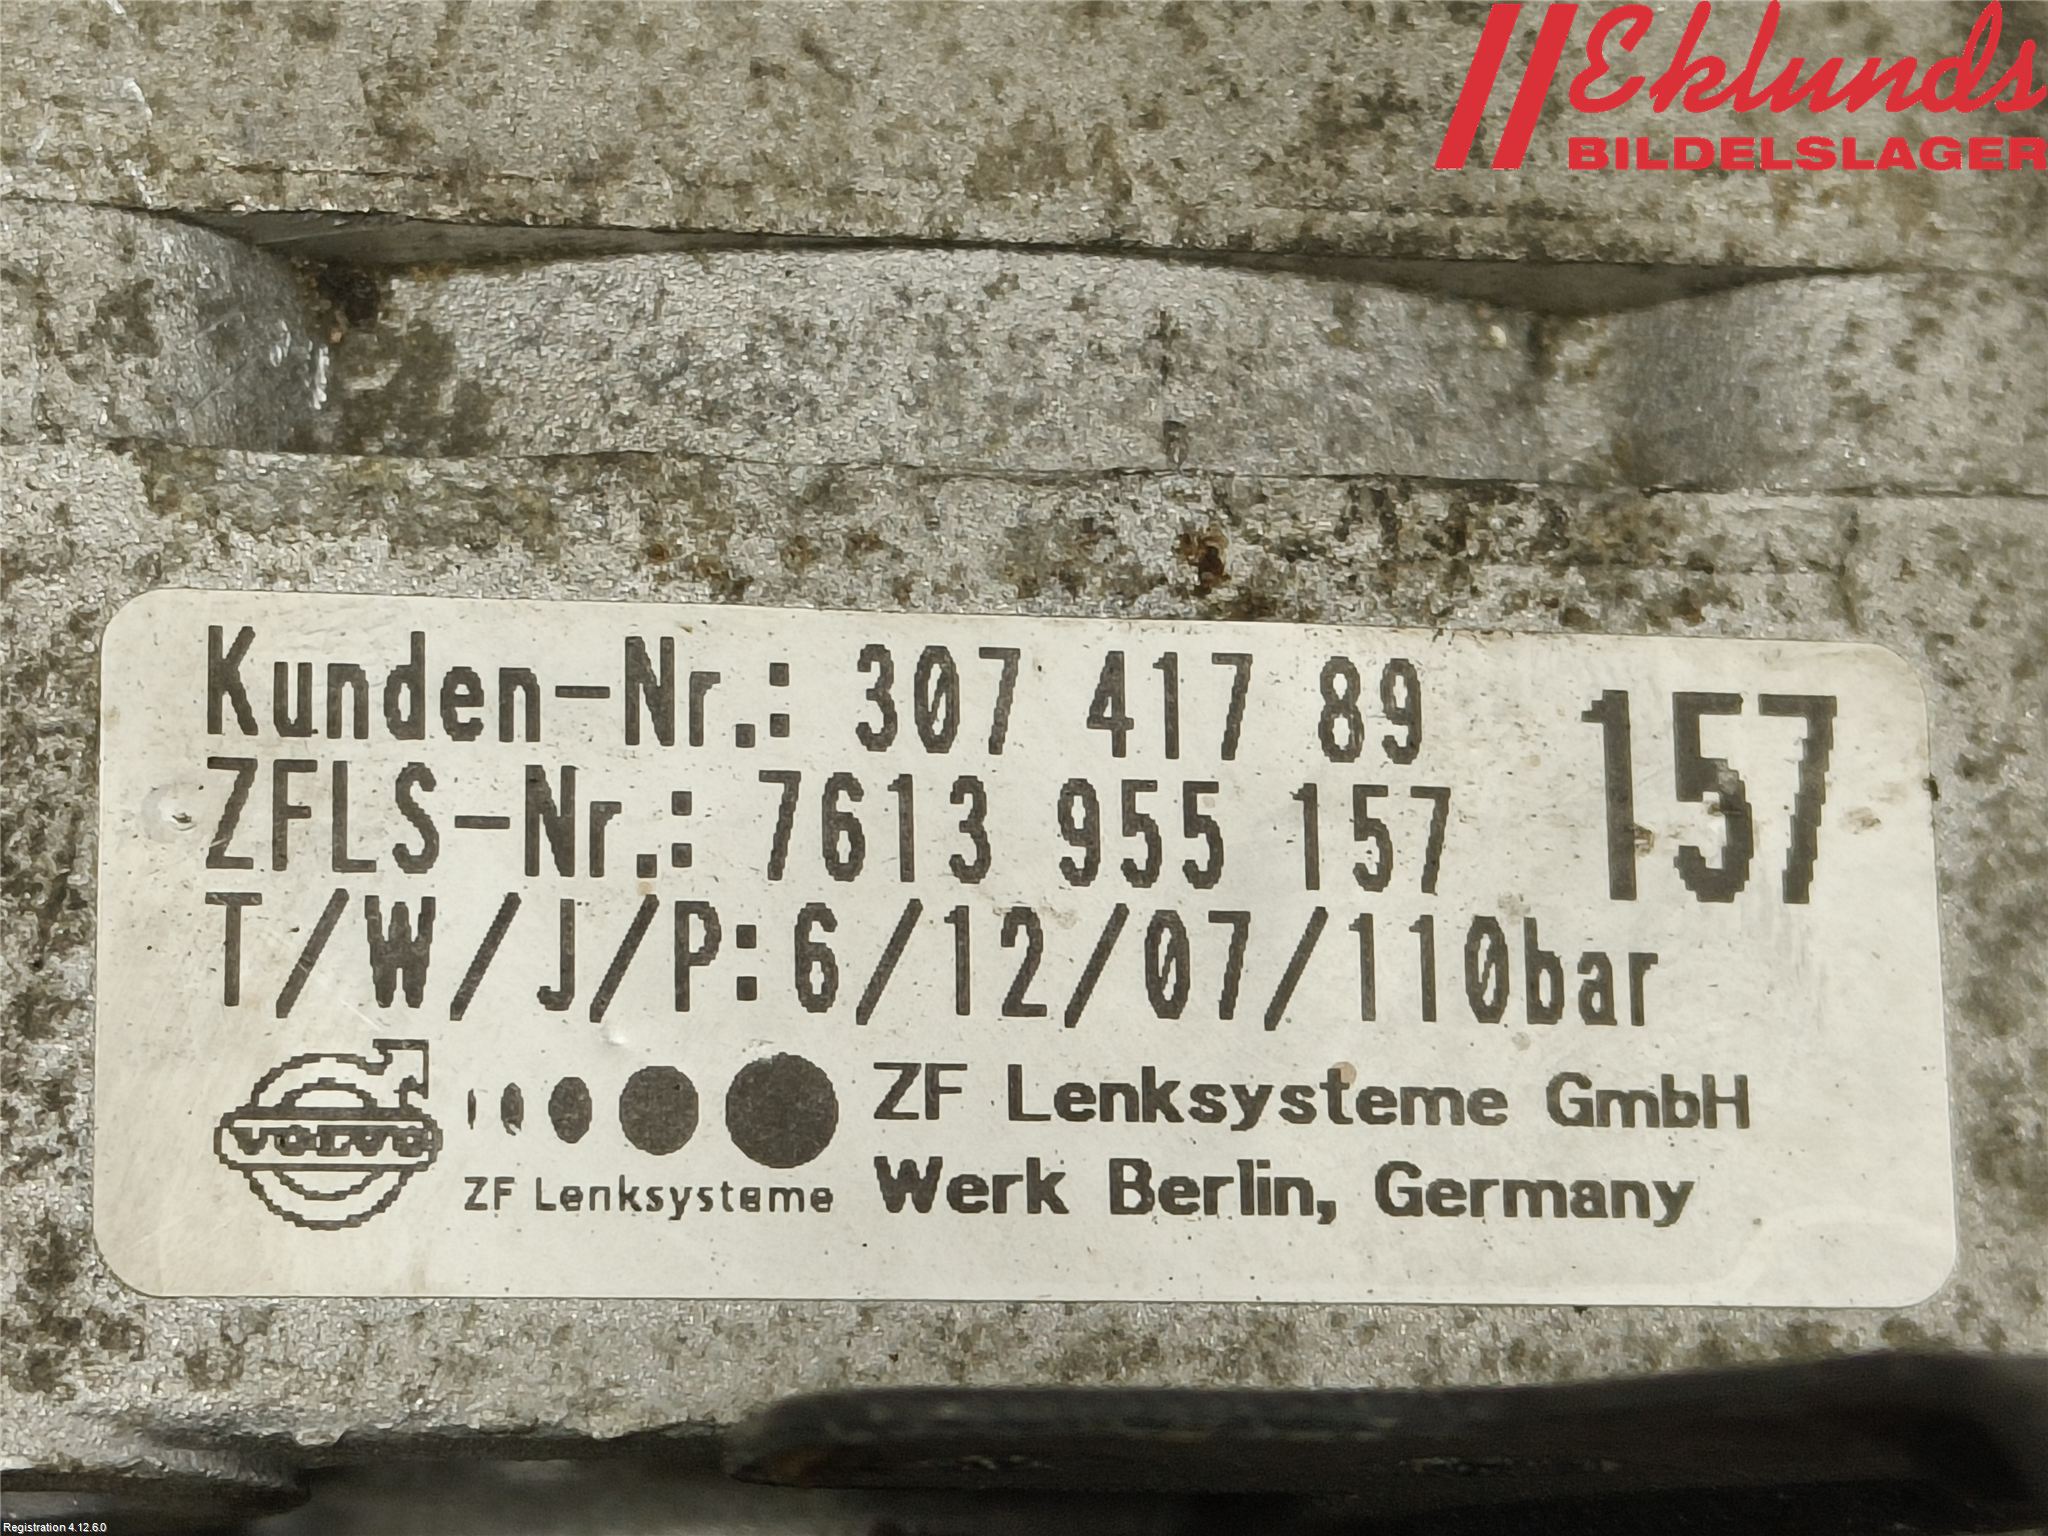 Eklunds
BILDELSLAGER
Kunden-Nr.: 307 417 89
157
ZFLS-Nr.: 7613 955 157
T/W/J/P: 6/12/07/110bar
VOLVO
ZF Lenksysteme
ZF Lenksysteme GmbH
Werk Berlin, Germany
Registration 4.12.6.0